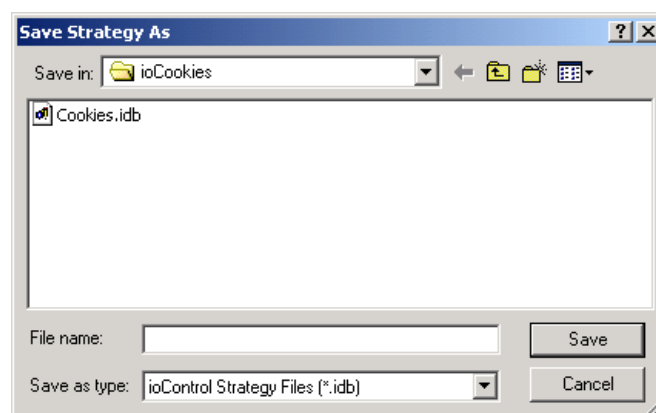 Save Strategy As
Save in: ioCookies
Cookies.idb
File name: Save
Save as type: ioControl Strategy Files (*.idb) Cancel